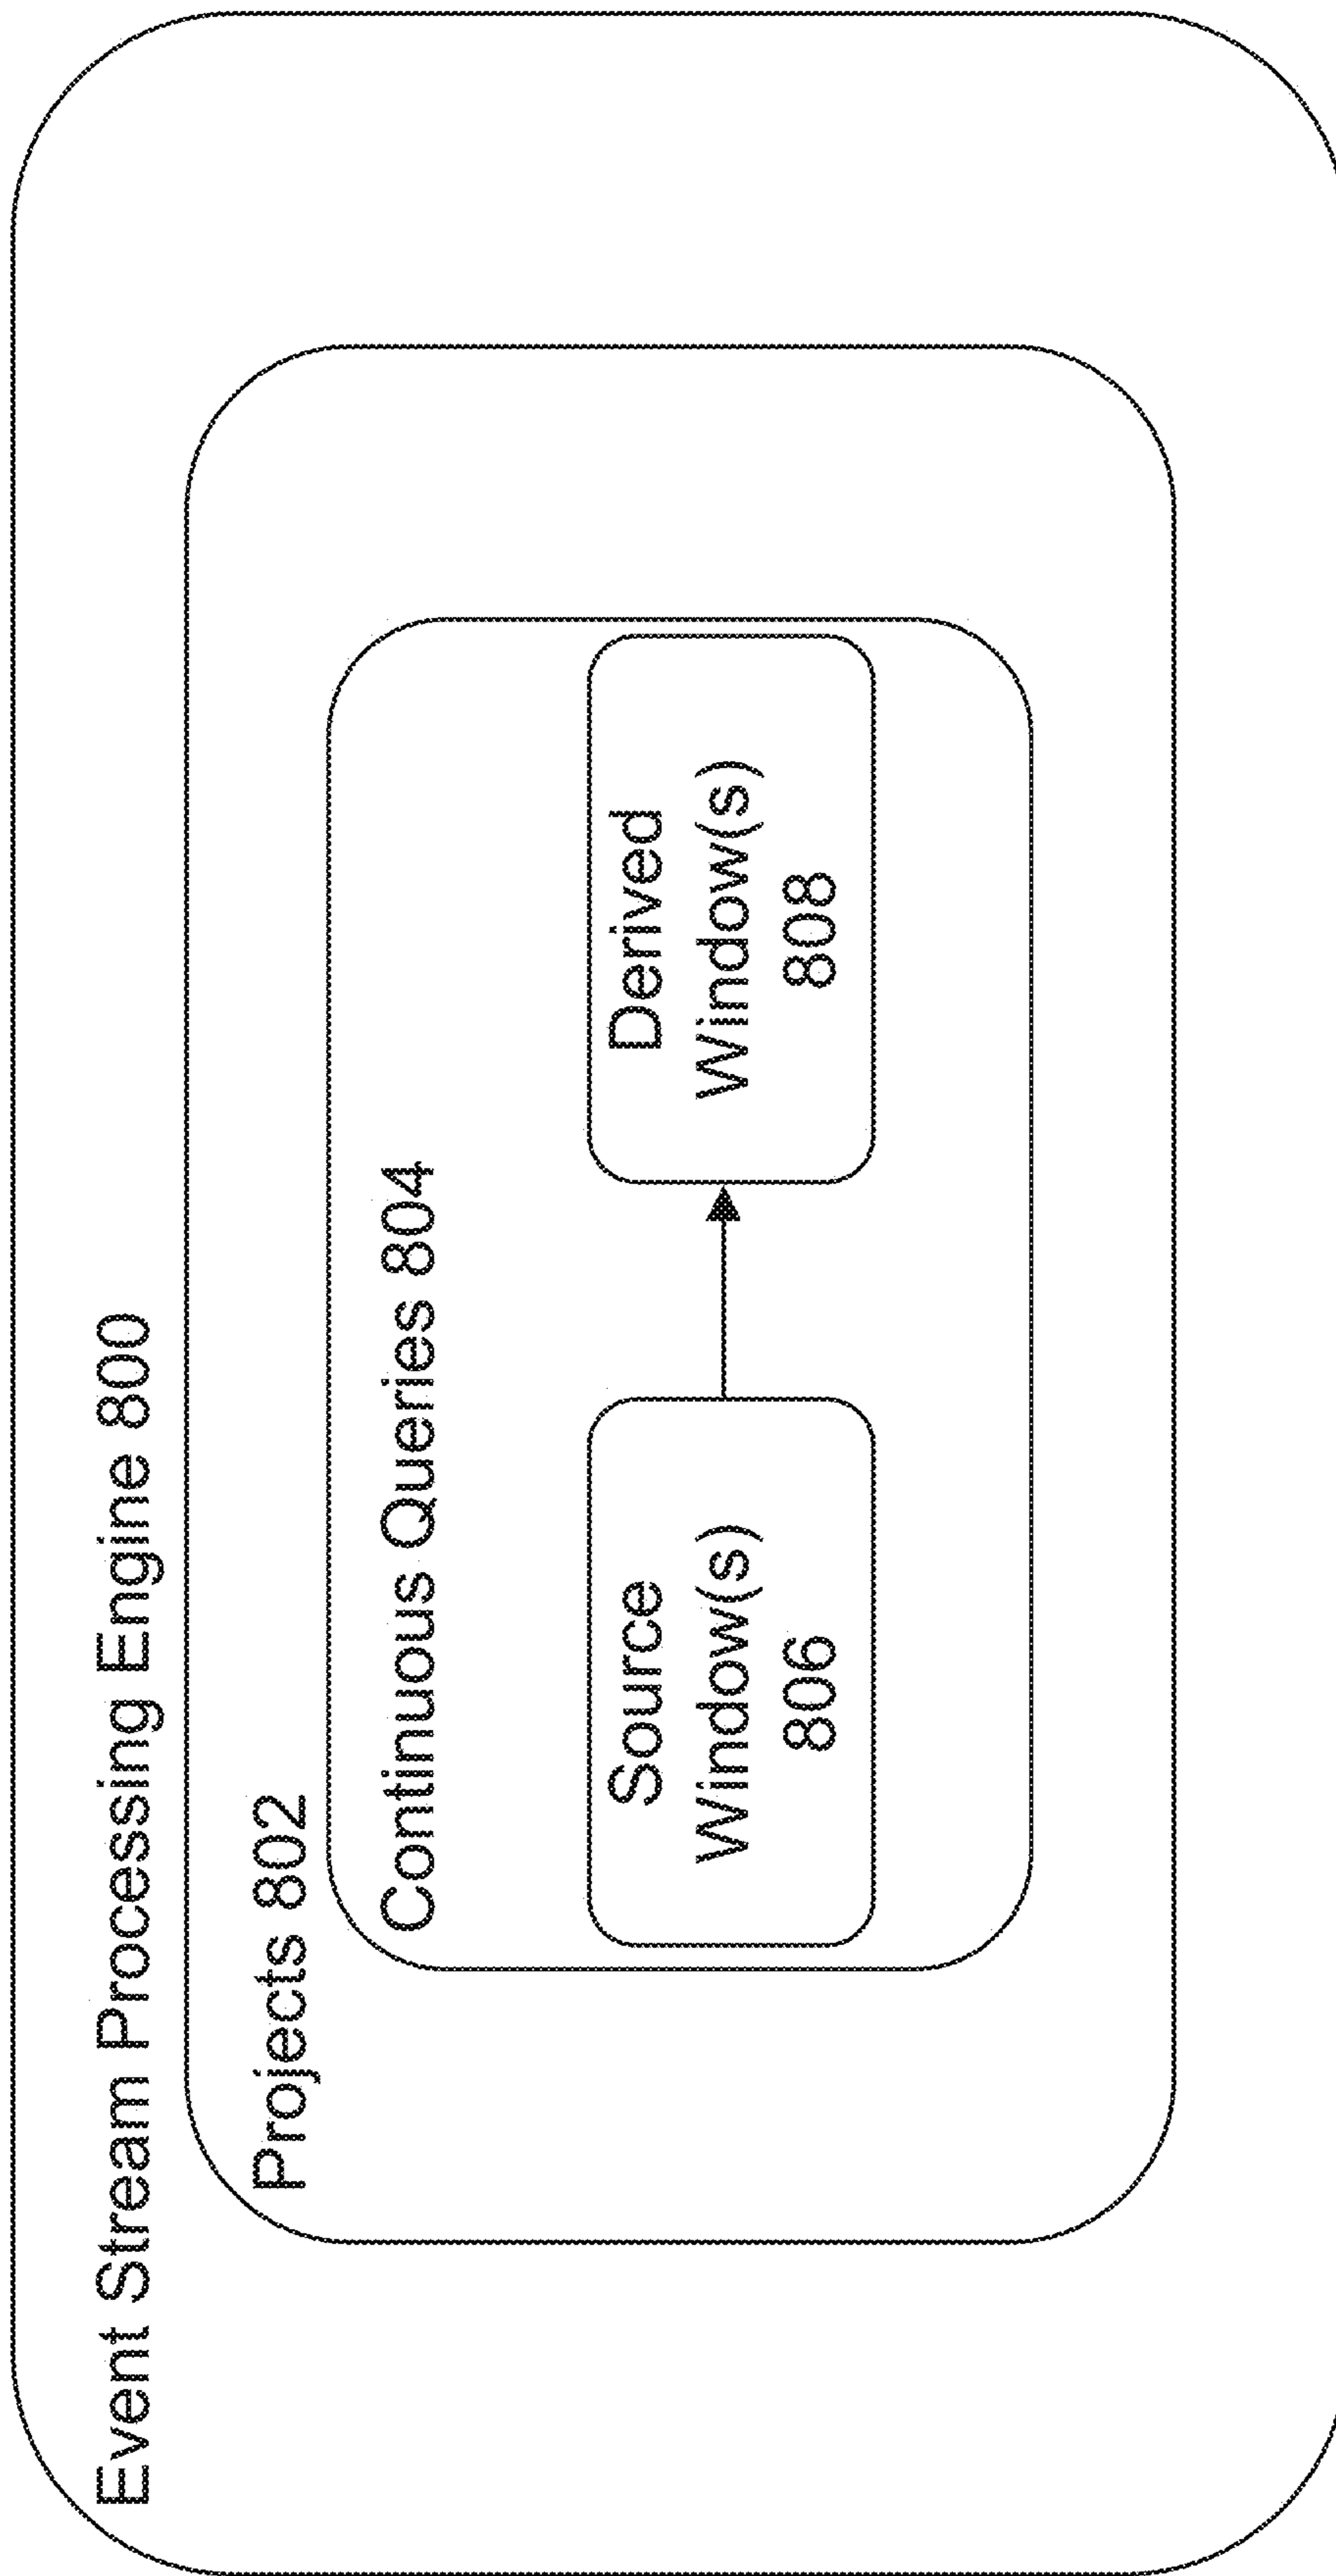 Event Stream Processing Engine 800
Projects 802
Continuous Queries 804
Source
Window(s)
806
Derived
Window(s)
808